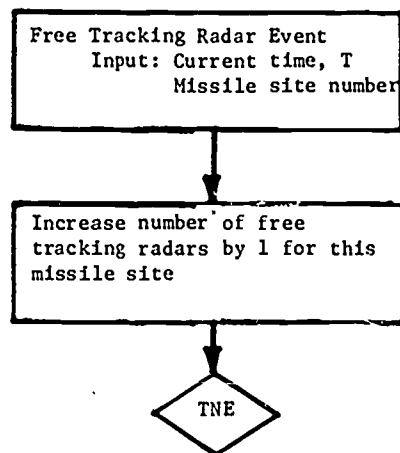 Free Tracking Radar Event
Input: Current time, T
Missile site number
Increase number of free
tracking radars by 1 for this
missile site
TNE